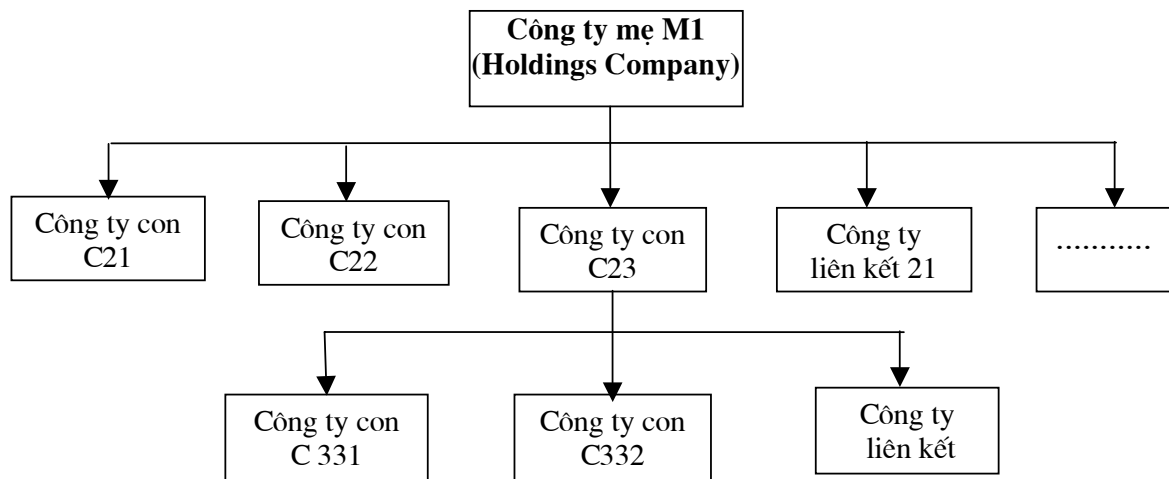 Công ty mẹ M1
(Holdings Company)
Công ty con
C21
Công ty con
C22
Công ty con
C23
Công ty
liên kết 21
...........
Công ty con
C 331
Công ty con
C332
Công ty
liên kết